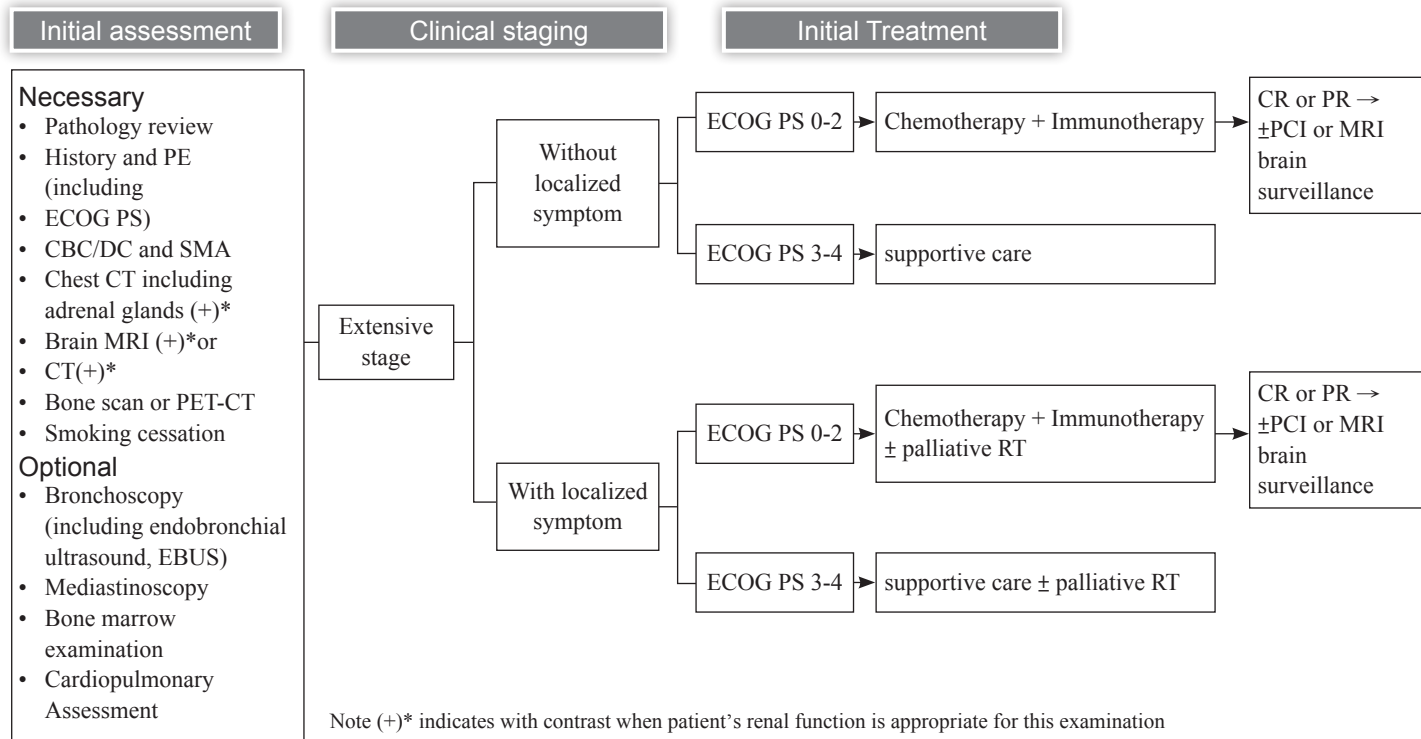 Initial assessment
Clinical staging
Initial Treatment
Necessary
• Pathology review
• History and PE
(including
• ECOG PS)
• CBC/DC and SMA
• Chest CT including
adrenal glands (+)*
• Brain MRI (+)*or
• CT(+)*
• Bone scan or PET-CT
• Smoking cessation
Optional
• Bronchoscopy
(including endobronchial
ultrasound, EBUS)
• Mediastinoscopy
• Bone marrow
examination
• Cardiopulmonary
Assessment
Extensive
stage
Without
localized
symptom
ECOG PS 0-2
Chemotherapy + Immunotherapy
CR or PR →
±PCI or MRI
brain
surveillance
ECOG PS 3-4
supportive care
With localized
symptom
ECOG PS 0-2
Chemotherapy + Immunotherapy
± palliative RT
CR or PR →
±PCI or MRI
brain
surveillance
ECOG PS 3-4
supportive care ± palliative RT
Note (+)* indicates with contrast when patient’s renal function is appropriate for this examination